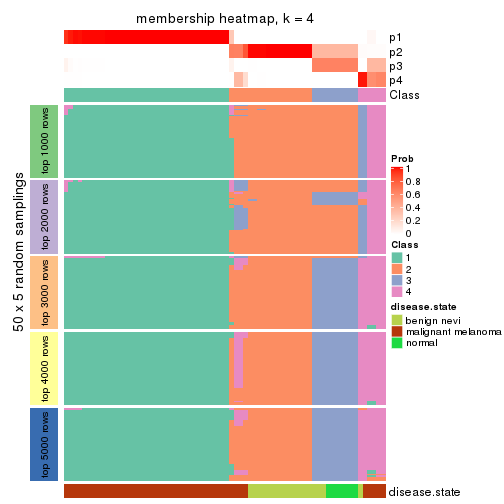 membership heatmap, k = 4
p1
p2
p3
p4
Class
50 x 5 random samplings
top 1000 rows
top 2000 rows
top 3000 rows
top 4000 rows
top 5000 rows
Prob
1
0.8
0.6
0.4
0.2
0
Class
1
2
3
4
disease.state
benign nevi
malignant melanoma
normal
disease.state